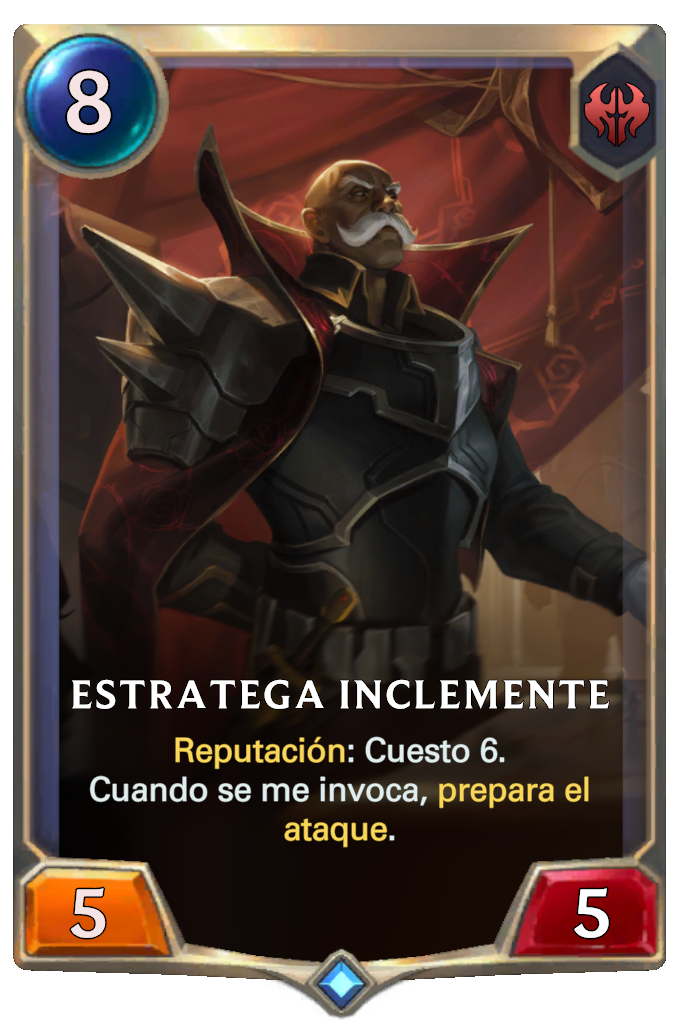 8
ESTRATEGA INCLEMENTE
Reputación: Cuesto 6.
Cuando se me invoca, prepara el
ataque.
5
5